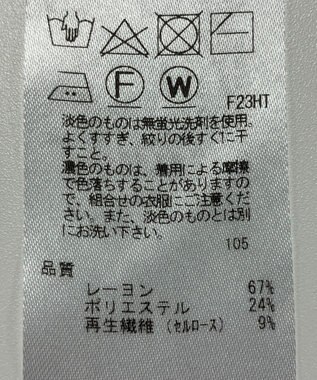 F
W
F23HT
淡色のものは無蛍光洗剤を使用、
よくすすぎ、絞りの後すぐに干
すこと。
濃色のものは、着用による摩擦
で色落ちすることがありますの
で、組合せの衣服にご注意くだ
さい。また、淡色のものとは別
にお洗い下さい。
105
品質
レーヨン 67%
ポリエステル 24%
再生繊維(セルロース) 9%